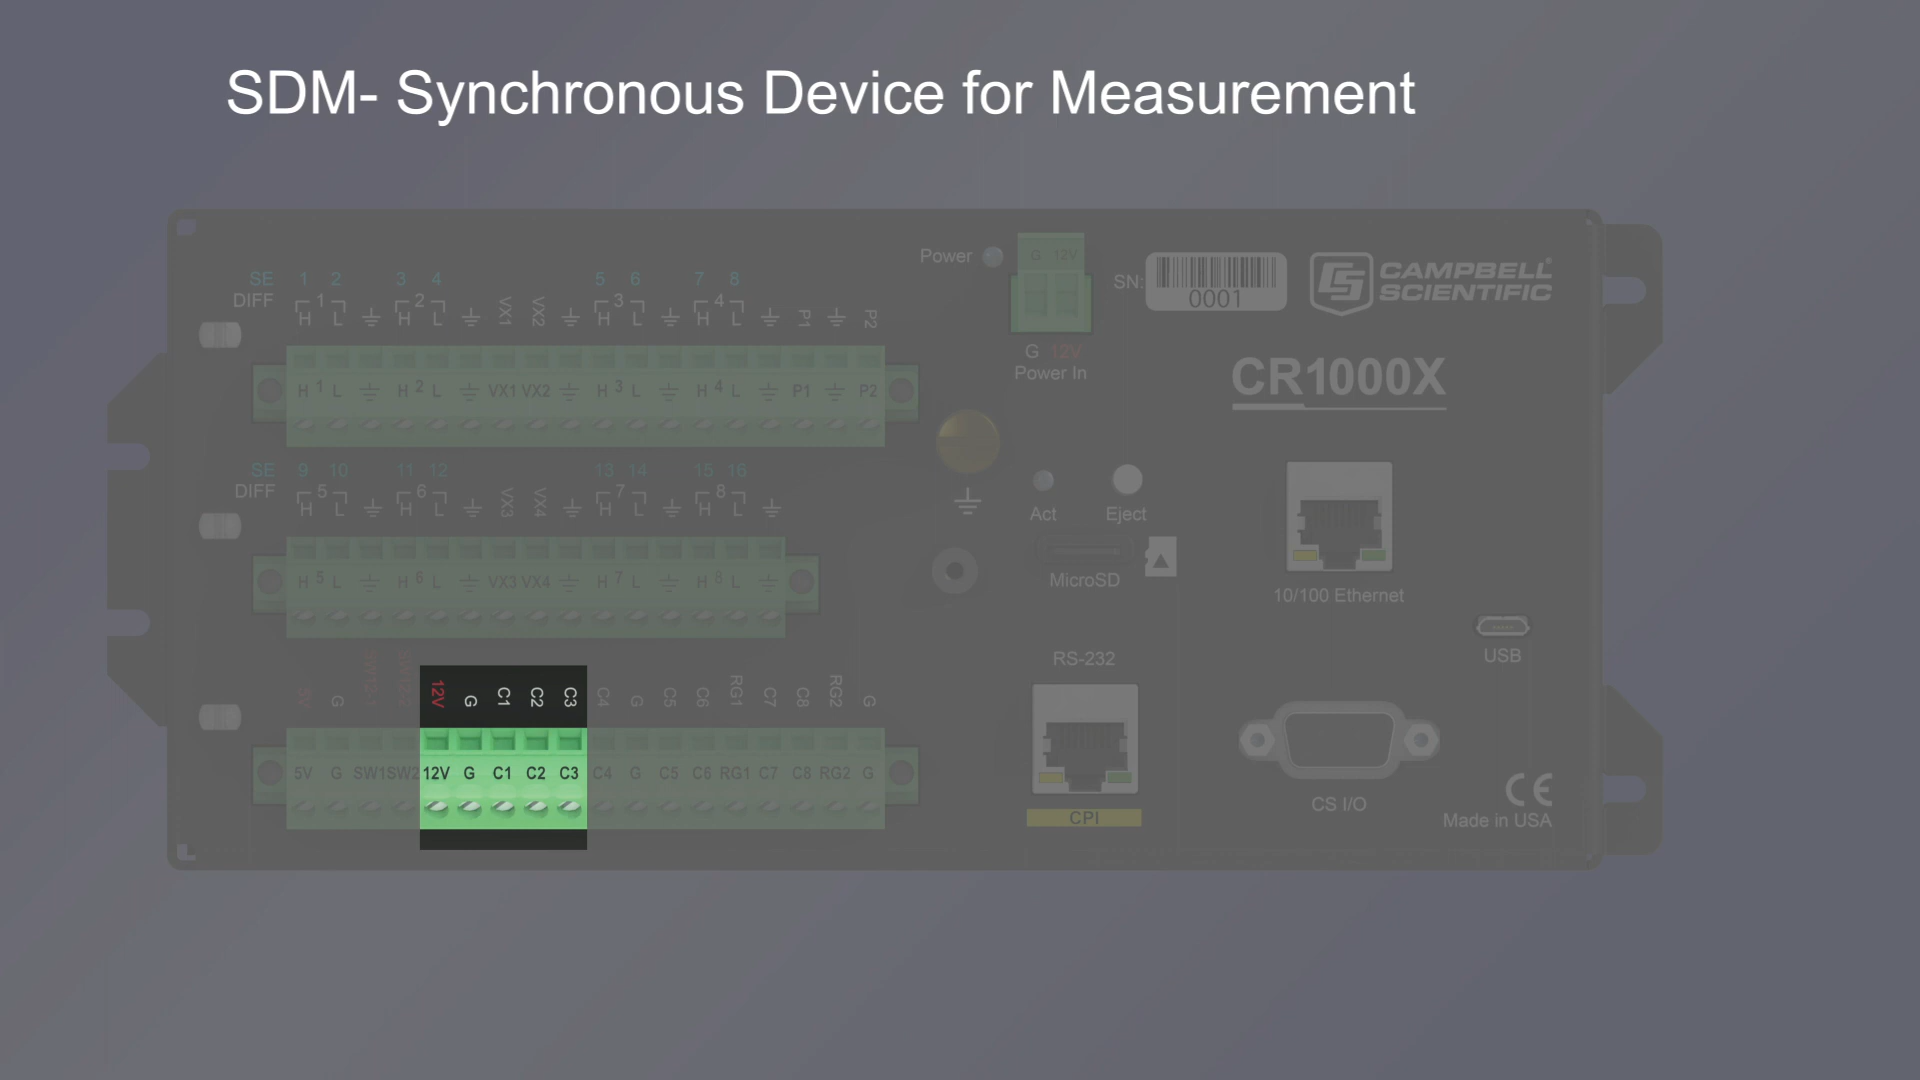 SDM- Synchronous Device for Measurement
Power
G 12V
SN:
0001
CAMPBELL SCIENTIFIC
SE 1 2 3 4 5 6 7 8
DIFF 1 2 3 4
H L H L VX1 VX2 H L H L P1 P2
G 12V
Power In
CR1000X
H 1 L H 2 L VX1 VX2 H 3 L H 4 L P1 P2
SE 9 10 11 12 13 14 15 16
DIFF 5 6 7 8
H L H L VX3 VX4 H L H L
Act
Eject
H 5 L H 6 L VX3 VX4 H 7 L H 8 L
MicroSD
10/100 Ethernet
USB
RS-232
5V G SW12-1 SW12-2 12V G C1 C2 C3 C4 G C5 C6 RG1 C7 C8 RG2 G
5V G SW1 SW2 12V G C1 C2 C3 C4 G C5 C6 RG1 C7 C8 RG2 G
CPI
CS I/O
CE
Made in USA